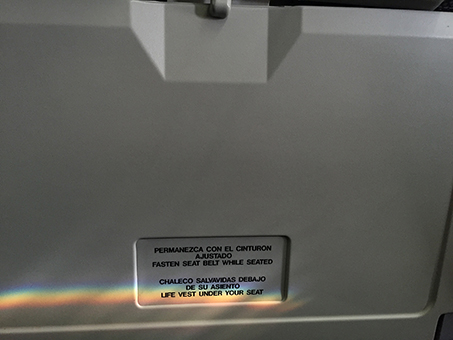 PERMANEZCA CON EL CINTURON
AJUSTADO
FASTEN SEAT BELT WHILE SEATED
CHALECO SALVAVIDAS DEBAJO
DE SU ASIENTO
LIFE VEST UNDER YOUR SEAT